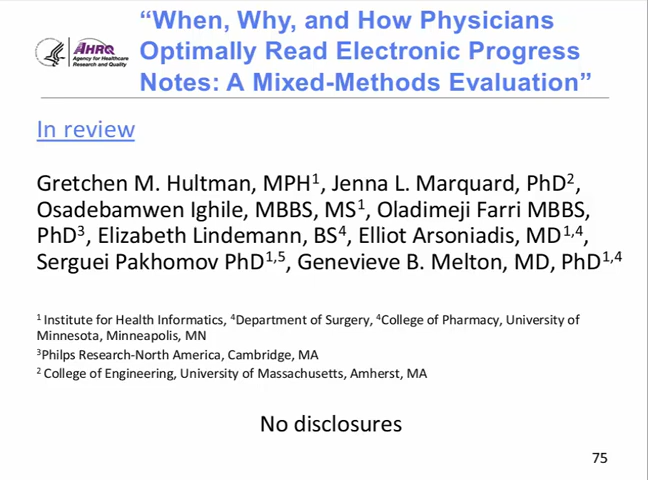 “When, Why, and How Physicians
Optimally Read Electronic Progress
Notes: A Mixed-Methods Evaluation”
AHRQ
Agency for Healthcare
Research and Quality
In review
Gretchen M. Hultman, MPH¹, Jenna L. Marquard, PhD²,
Osadebamwen Ighile, MBBS, MS¹, Oladimeji Farri MBBS,
PhD³, Elizabeth Lindemann, BS⁴, Elliot Arsoniadis, MD¹,⁴,
Serguei Pakhomov PhD¹,⁵, Genevieve B. Melton, MD, PhD¹,⁴
¹ Institute for Health Informatics, ⁴Department of Surgery, ⁴College of Pharmacy, University of
Minnesota, Minneapolis, MN
³Philps Research-North America, Cambridge, MA
² College of Engineering, University of Massachusetts, Amherst, MA
No disclosures
75